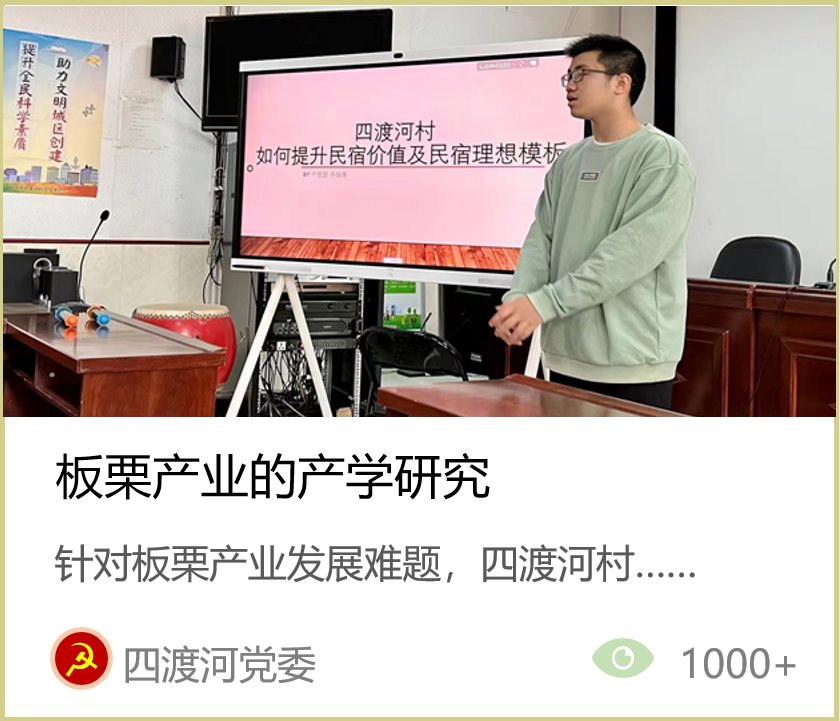 提升全民科学素质
助力文明城区创建
四渡河村
如何提升民宿价值及民宿理想模板
板栗产业的产学研究
针对板栗产业发展难题，四渡河村……
四渡河党委
1000+